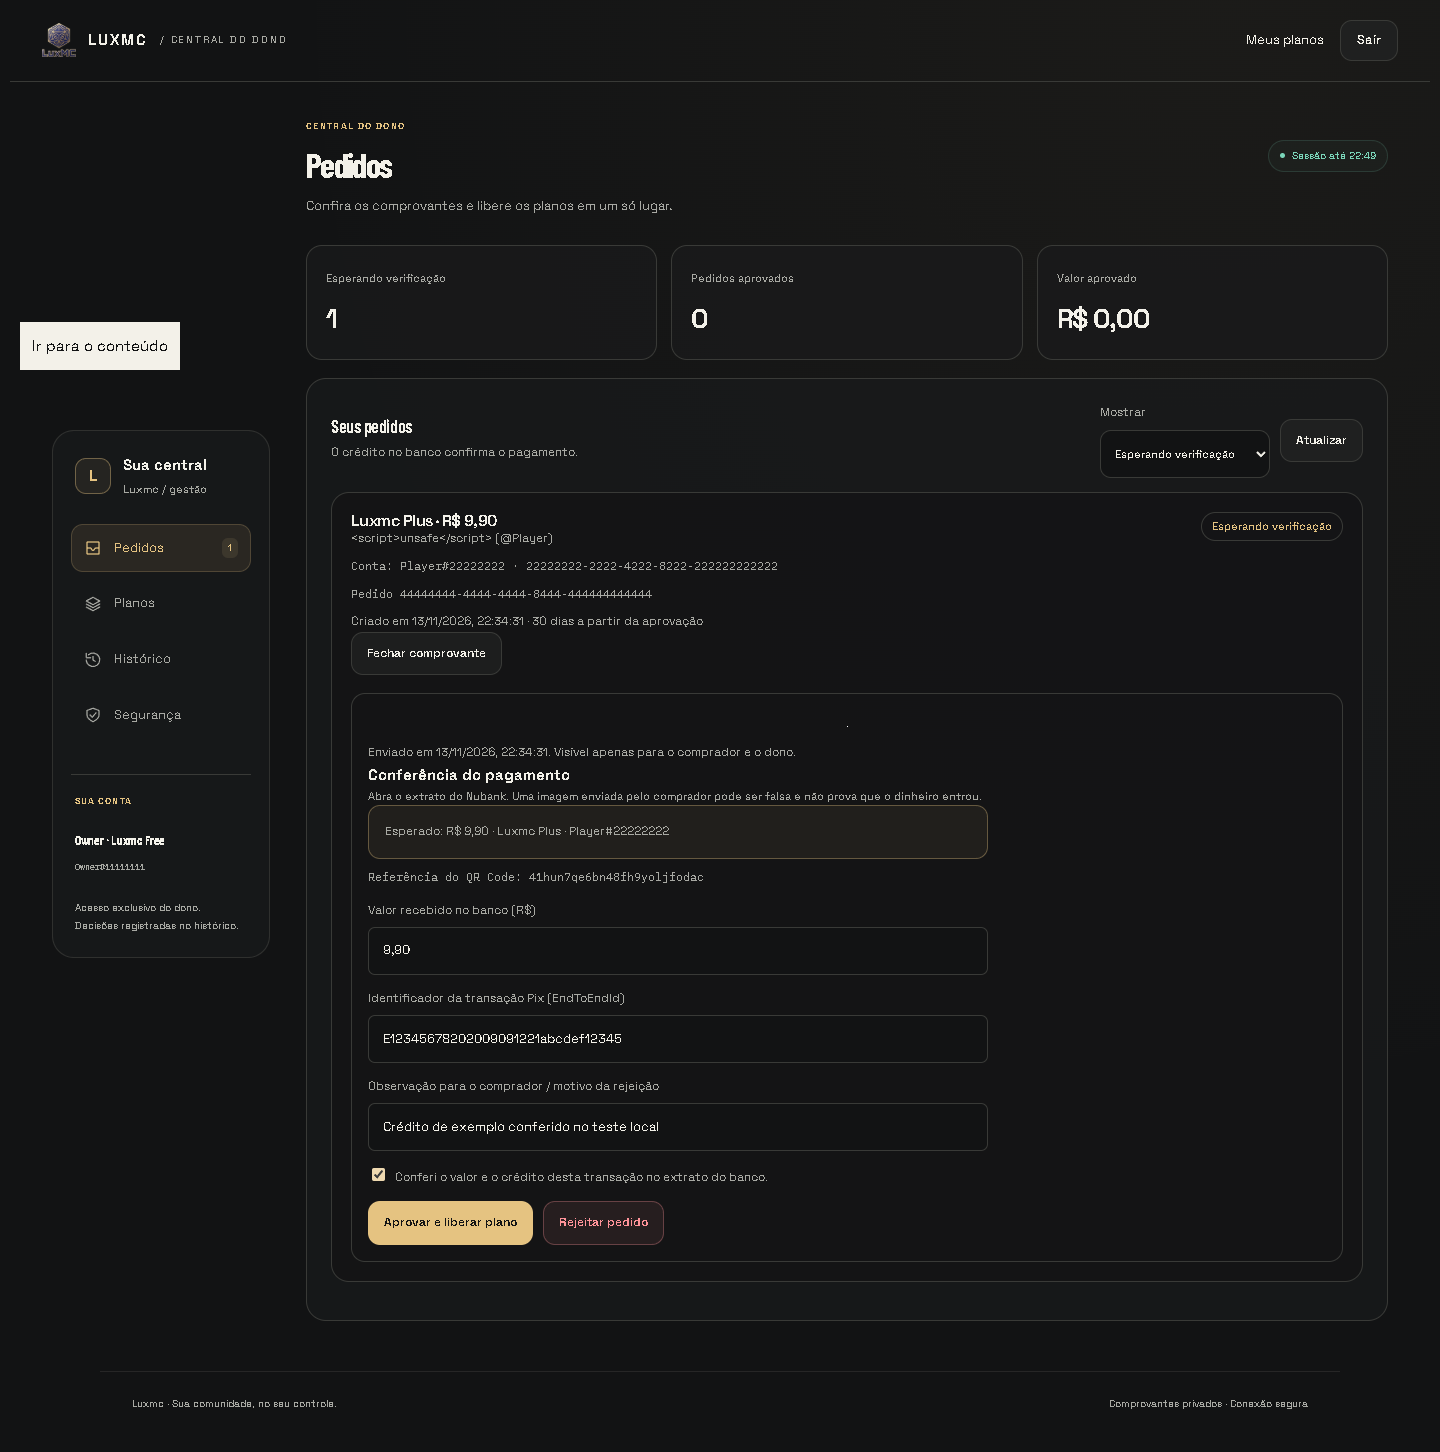 LuxMC
LUXMC / CENTRAL DO DONO
Meus planos
Sair
CENTRAL DO DONO
Pedidos
Confira os comprovantes e libere os planos em um só lugar.
Sessão até 22:49
Esperando verificação
1
Pedidos aprovados
0
Valor aprovado
R$ 0,00
Ir para o conteúdo
L
Sua central
Luxmc / gestão
Pedidos 1
Planos
Histórico
Segurança
SUA CONTA
Owner · Luxmc Free
Owner#11111111
Acesso exclusivo do dono.
Decisões registradas no histórico.
Seus pedidos
O crédito no banco confirma o pagamento.
Mostrar
Esperando verificação
Atualizar
Luxmc Plus · R$ 9,90
<script>unsafe</script> (@Player)
Esperando verificação
Conta: Player#22222222 · 22222222-2222-4222-8222-222222222222
Pedido 44444444-4444-4444-8444-444444444444
Criado em 13/11/2026, 22:34:31 · 30 dias a partir da aprovação
Fechar comprovante
Enviado em 13/11/2026, 22:34:31. Visível apenas para o comprador e o dono.
Conferência do pagamento
Abra o extrato do Nubank. Uma imagem enviada pelo comprador pode ser falsa e não prova que o dinheiro entrou.
Esperado: R$ 9,90 · Luxmc Plus · Player#22222222
Referência do QR Code: 41hun7qe6bn48fh9yoljfodac
Valor recebido no banco (R$)
9,90
Identificador da transação Pix (EndToEndId)
E12345678202009091221abcdef12345
Observação para o comprador / motivo da rejeição
Crédito de exemplo conferido no teste local
Conferi o valor e o crédito desta transação no extrato do banco.
Aprovar e liberar plano
Rejeitar pedido
Luxmc · Sua comunidade, no seu controle.
Comprovantes privados · Conexão segura